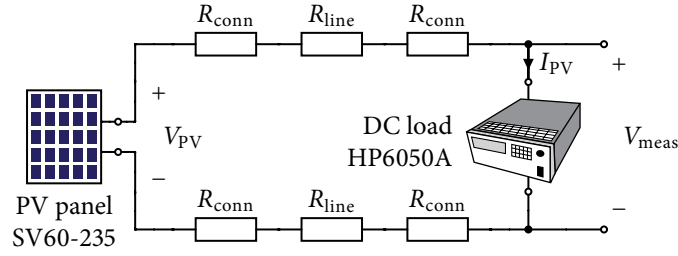 R_conn R_line R_conn
I_PV
+ +
V_PV
DC load
HP6050A
V_meas
−
PV panel
SV60-235
R_conn R_line R_conn
−